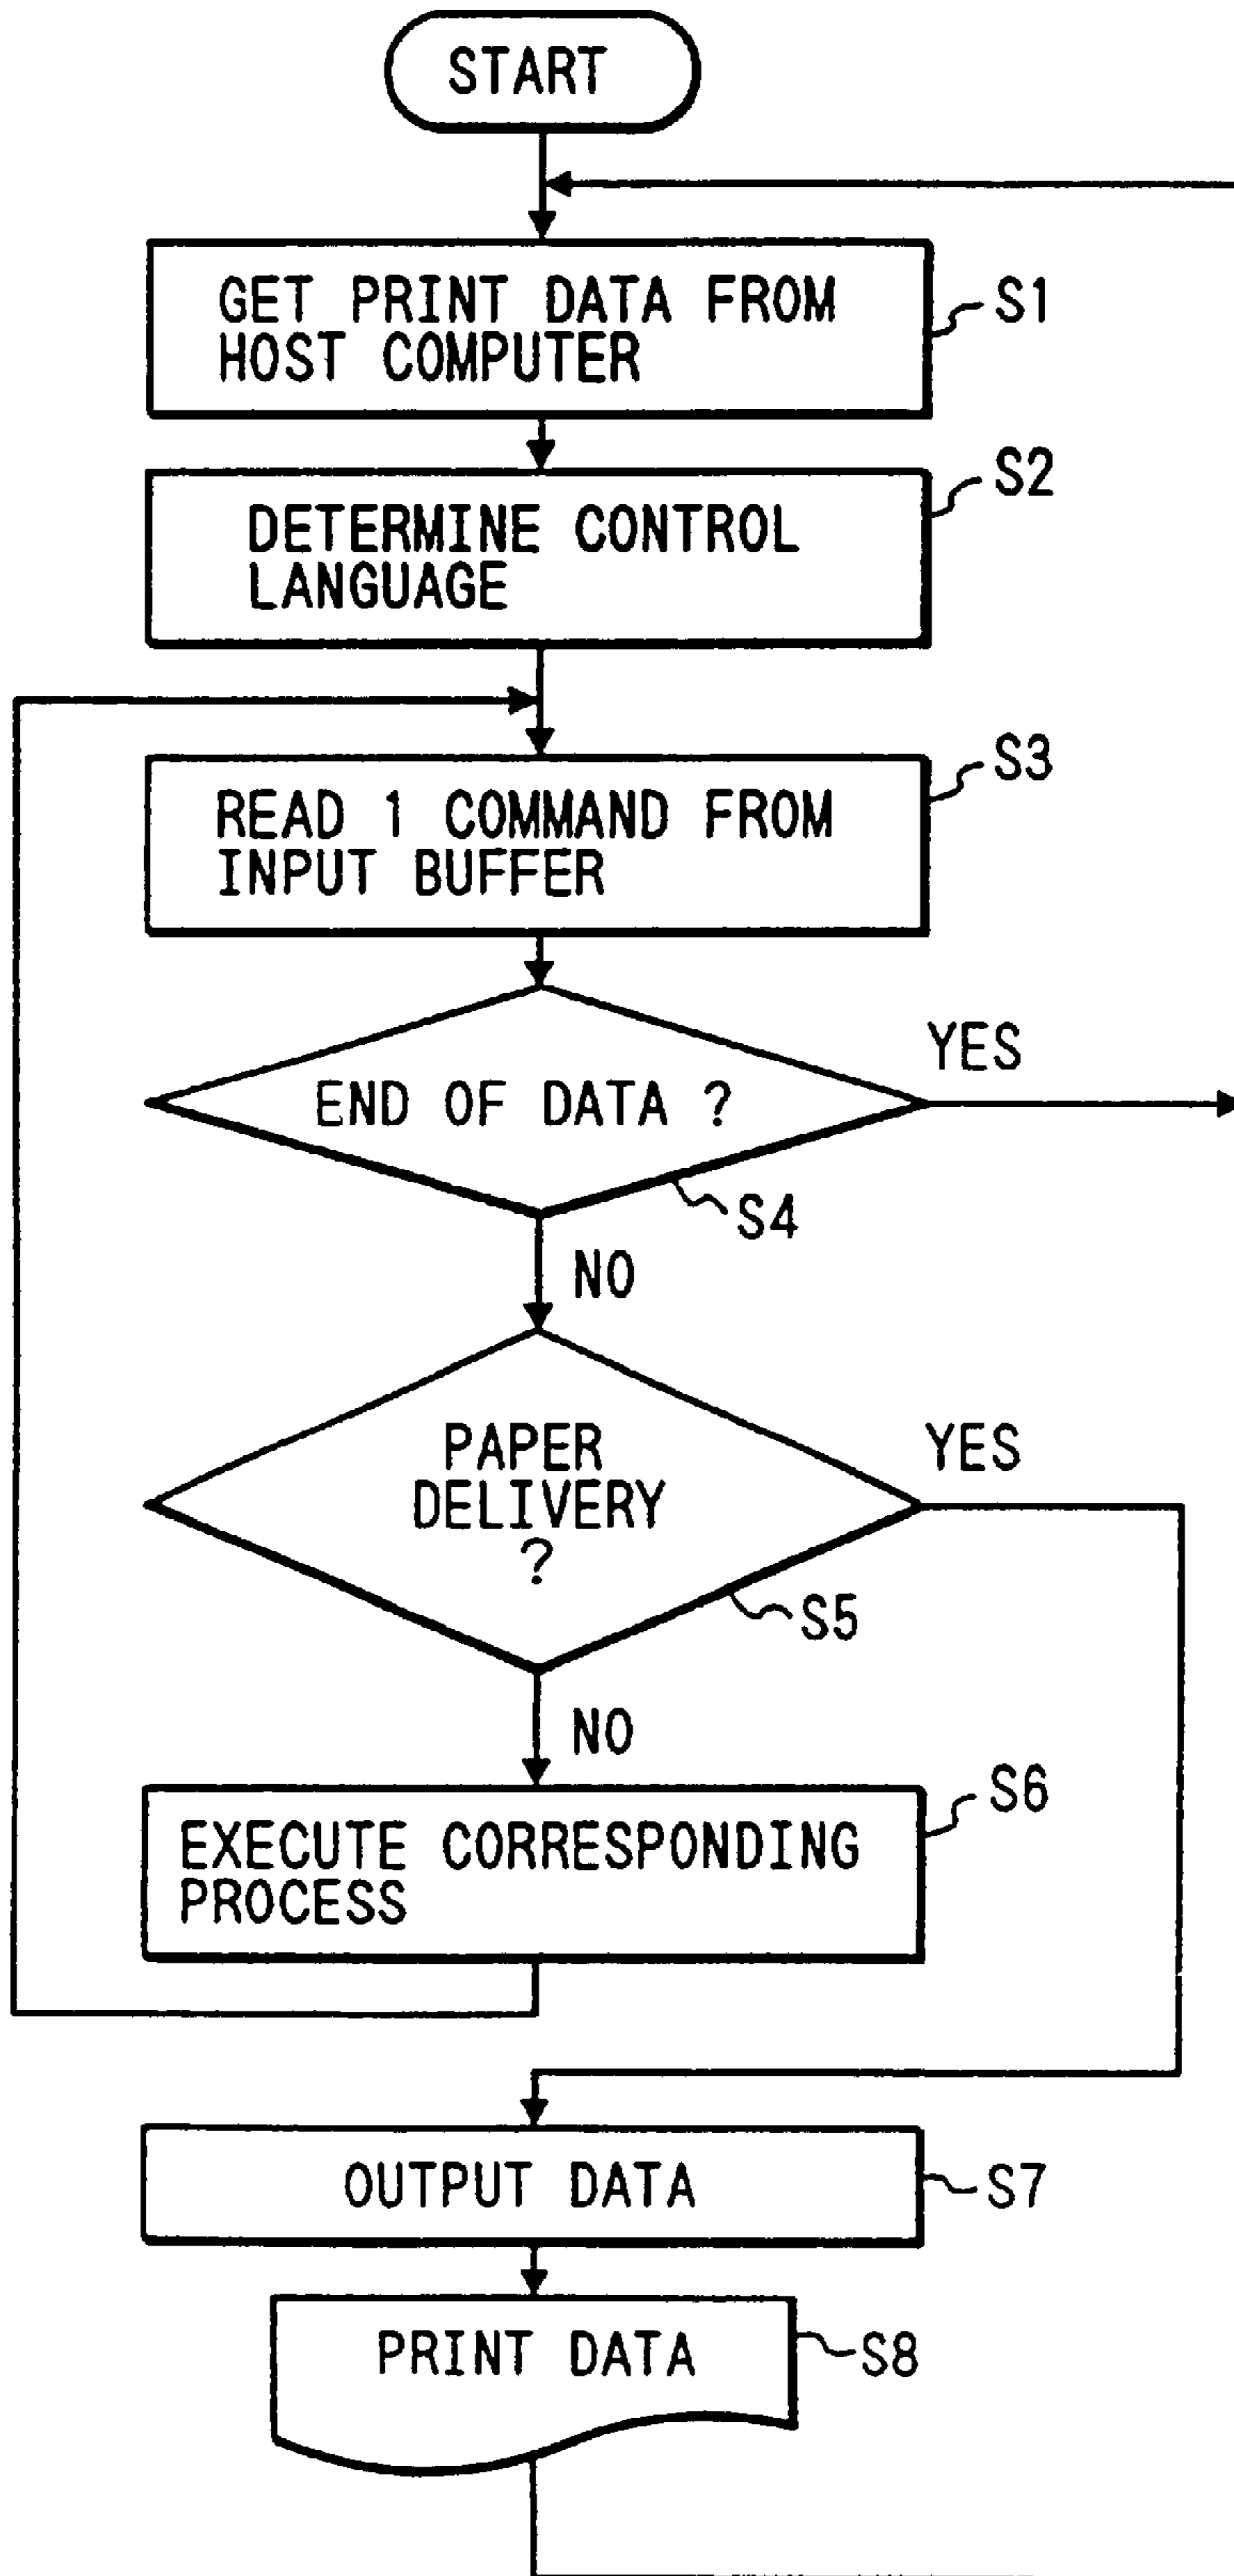 START
GET PRINT DATA FROM
HOST COMPUTER
S1
DETERMINE CONTROL
LANGUAGE
S2
READ 1 COMMAND FROM
INPUT BUFFER
S3
END OF DATA ?
YES
S4
NO
PAPER
DELIVERY
?
YES
S5
NO
EXECUTE CORRESPONDING
PROCESS
S6
OUTPUT DATA
S7
PRINT DATA
S8